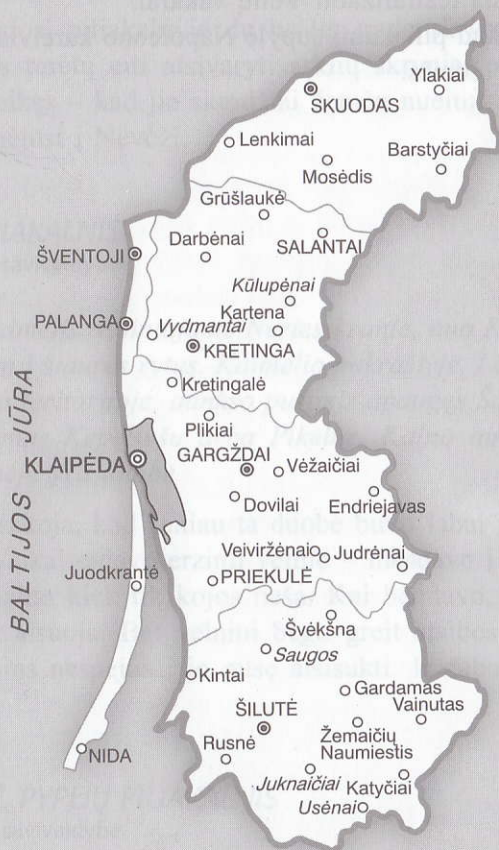 Ylakiai
SKUODAS
Lenkimai
Barstyčiai
Mosėdis
Grūšlaukė
Darbėnai
SALANTAI
ŠVENTOJI
Kūlupėnai
Kartena
PALANGA
Vydmantai
KRETINGA
Kretingalė
Plikiai
BALTIJOS JŪRA
KLAIPĖDA
GARGŽDAI
Vėžaičiai
Dovilai
Endriejavas
Veiviržėnai
Judrėnai
Juodkrantė
PRIEKULĖ
Švėkšna
Saugos
Kintai
Gardamas
Vainutas
ŠILUTĖ
Žemaičių
Naumiestis
Rusnė
NIDA
Juknaičiai
Katyčiai
Usėnai